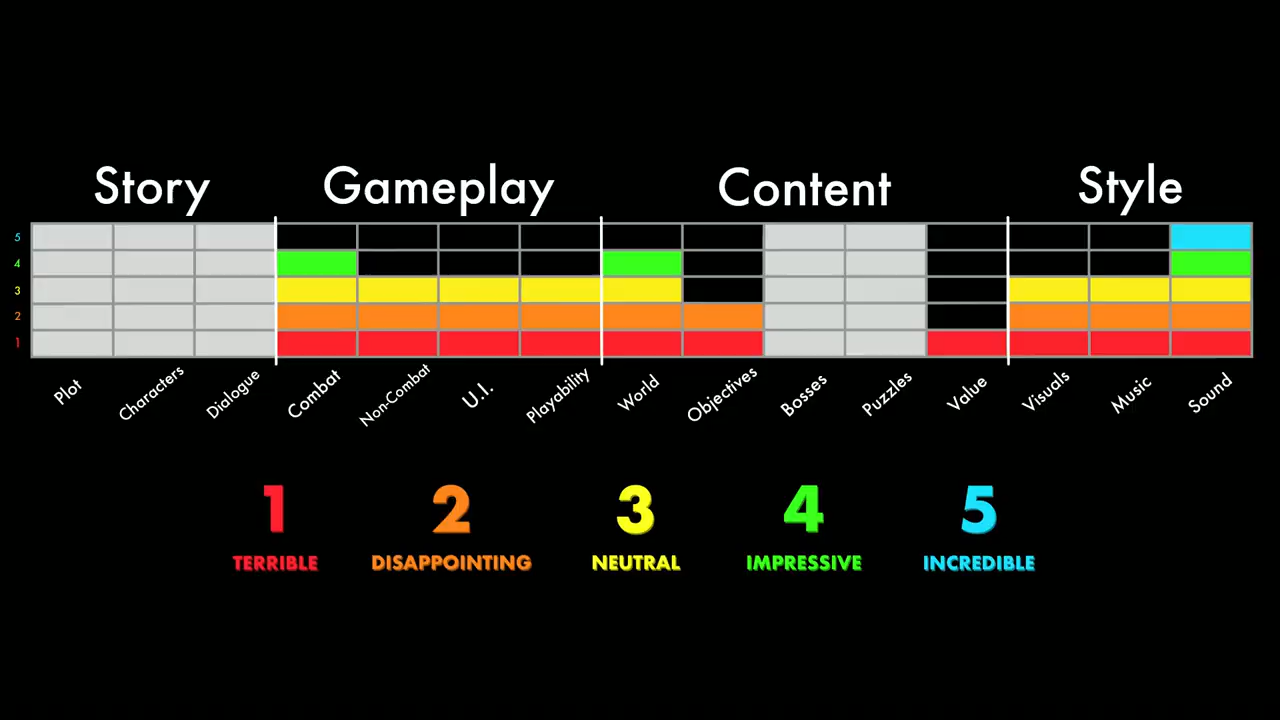 Story Gameplay Content Style
5
4
3
2
1
Plot Characters Dialogue Combat Non-Combat U.I. Playability World Objectives Bosses Puzzles Value Visuals Music Sound
1 2 3 4 5
TERRIBLE DISAPPOINTING NEUTRAL IMPRESSIVE INCREDIBLE